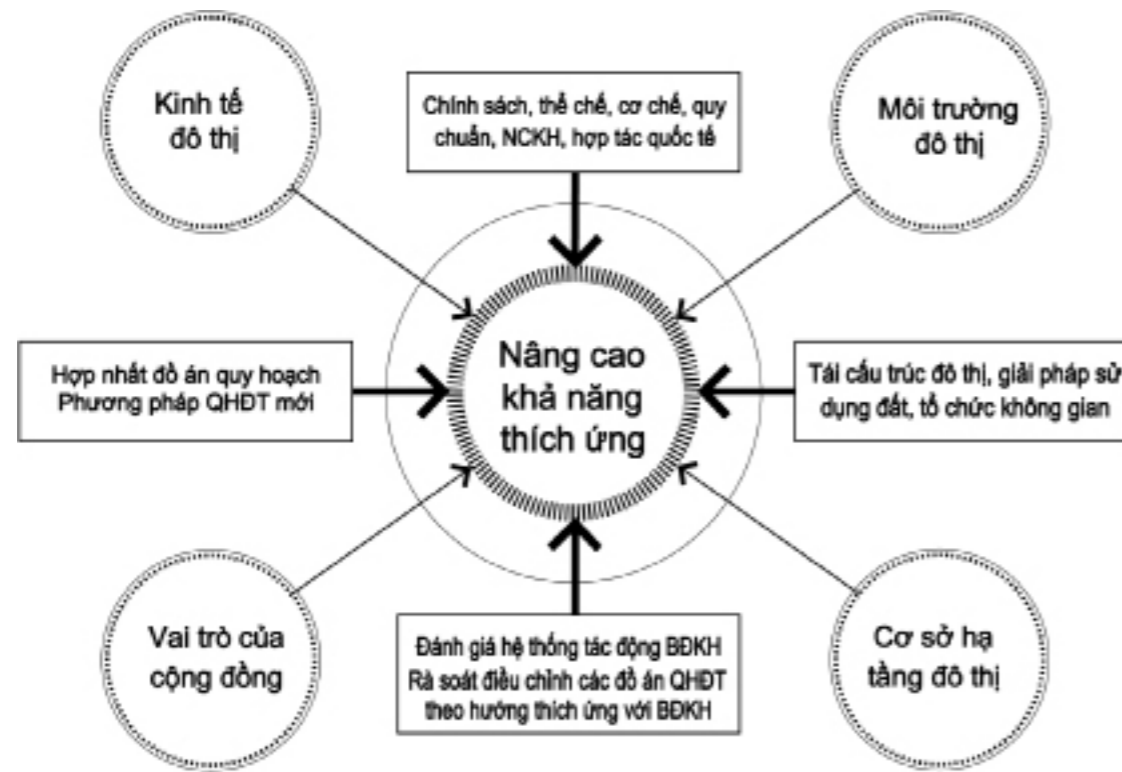 Kinh tế
đô thị
Chính sách, thể chế, cơ chế, quy
chuẩn, NCKH, hợp tác quốc tế
Môi trường
đô thị
Hợp nhất đồ án quy hoạch
Phương pháp QHĐT mới
Nâng cao
khả năng
thích ứng
Tái cấu trúc đô thị, giải pháp sử
dụng đất, tổ chức không gian
Vai trò của
cộng đồng
Đánh giá hệ thống tác động BĐKH
Rà soát điều chỉnh các đồ án QHĐT
theo hướng thích ứng với BĐKH
Cơ sở hạ
tầng đô thị